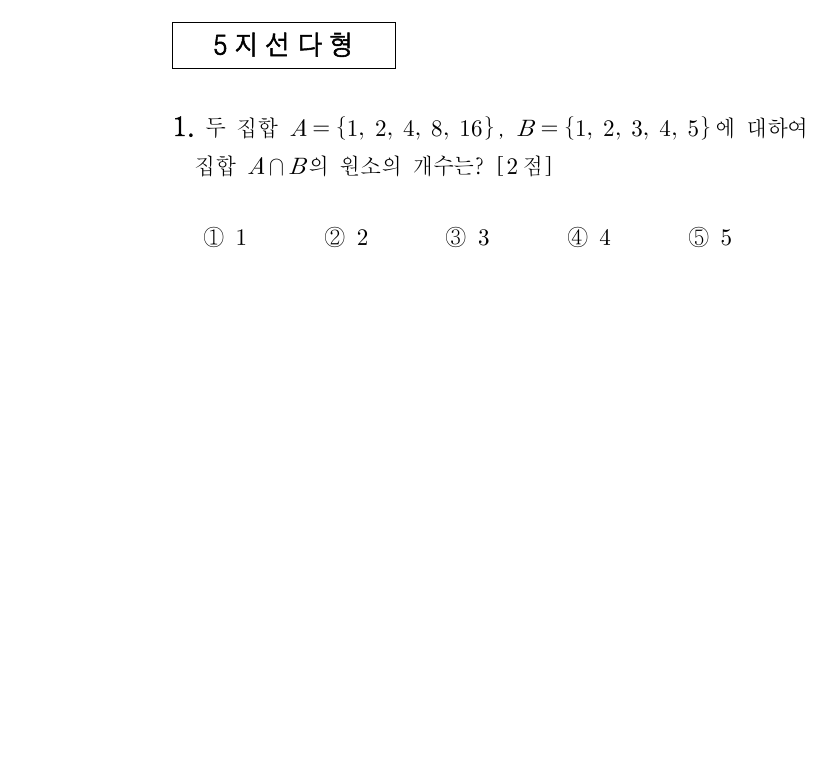 5지선다형
1. 두 집합 A={1, 2, 4, 8, 16}, B={1, 2, 3, 4, 5}에 대하여
집합 A∩B의 원소의 개수는? [2점]
① 1 ② 2 ③ 3 ④ 4 ⑤ 5